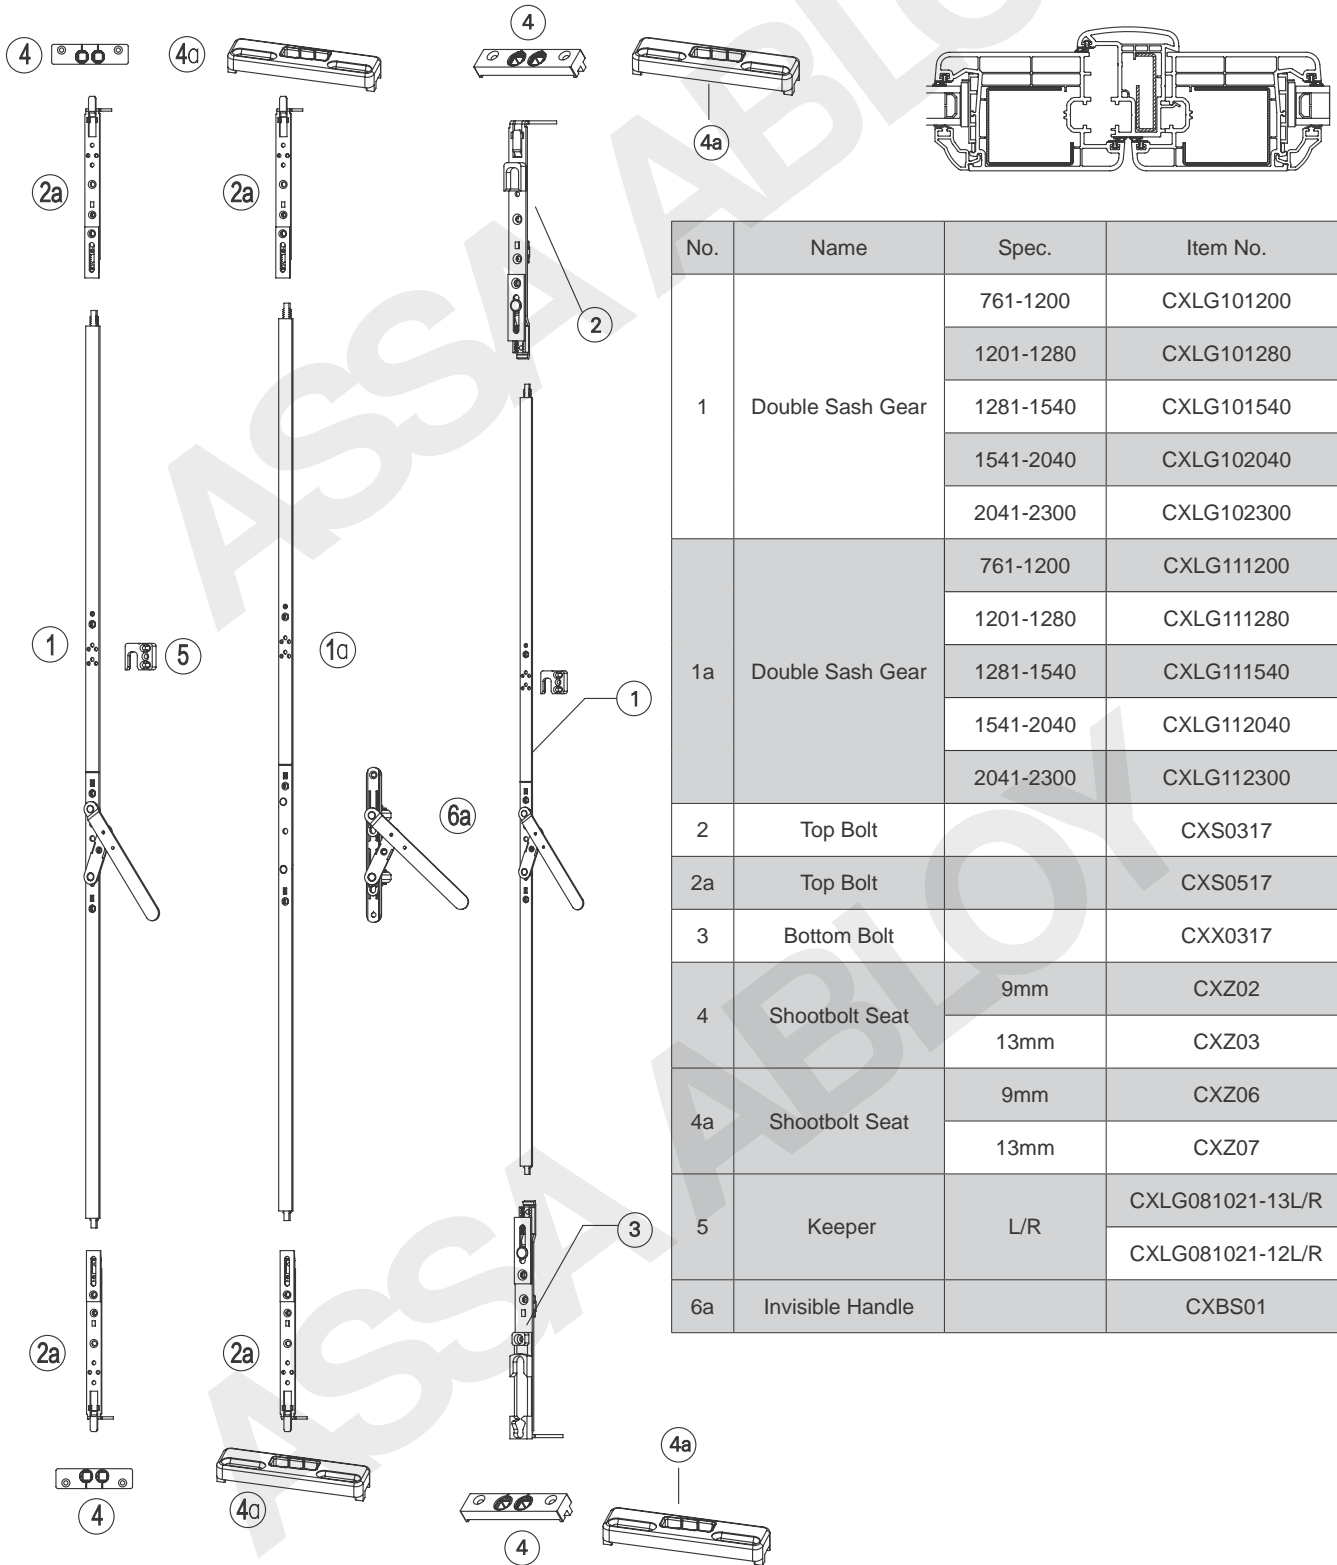 4
4a
4
4a
2a
2a
2
1
5
1a
1
6a
2a
2a
3
4
4a
4
4a
No. Name Spec. Item No.
1 Double Sash Gear 761-1200 CXLG101200
1201-1280 CXLG101280
1281-1540 CXLG101540
1541-2040 CXLG102040
2041-2300 CXLG102300
1a Double Sash Gear 761-1200 CXLG111200
1201-1280 CXLG111280
1281-1540 CXLG111540
1541-2040 CXLG112040
2041-2300 CXLG112300
2 Top Bolt CXS0317
2a Top Bolt CXS0517
3 Bottom Bolt CXX0317
4 Shootbolt Seat 9mm CXZ02
13mm CXZ03
4a Shootbolt Seat 9mm CXZ06
13mm CXZ07
5 Keeper L/R CXLG081021-13L/R
CXLG081021-12L/R
6a Invisible Handle CXBS01
ASSA ABLOY
ASSA ABLOY